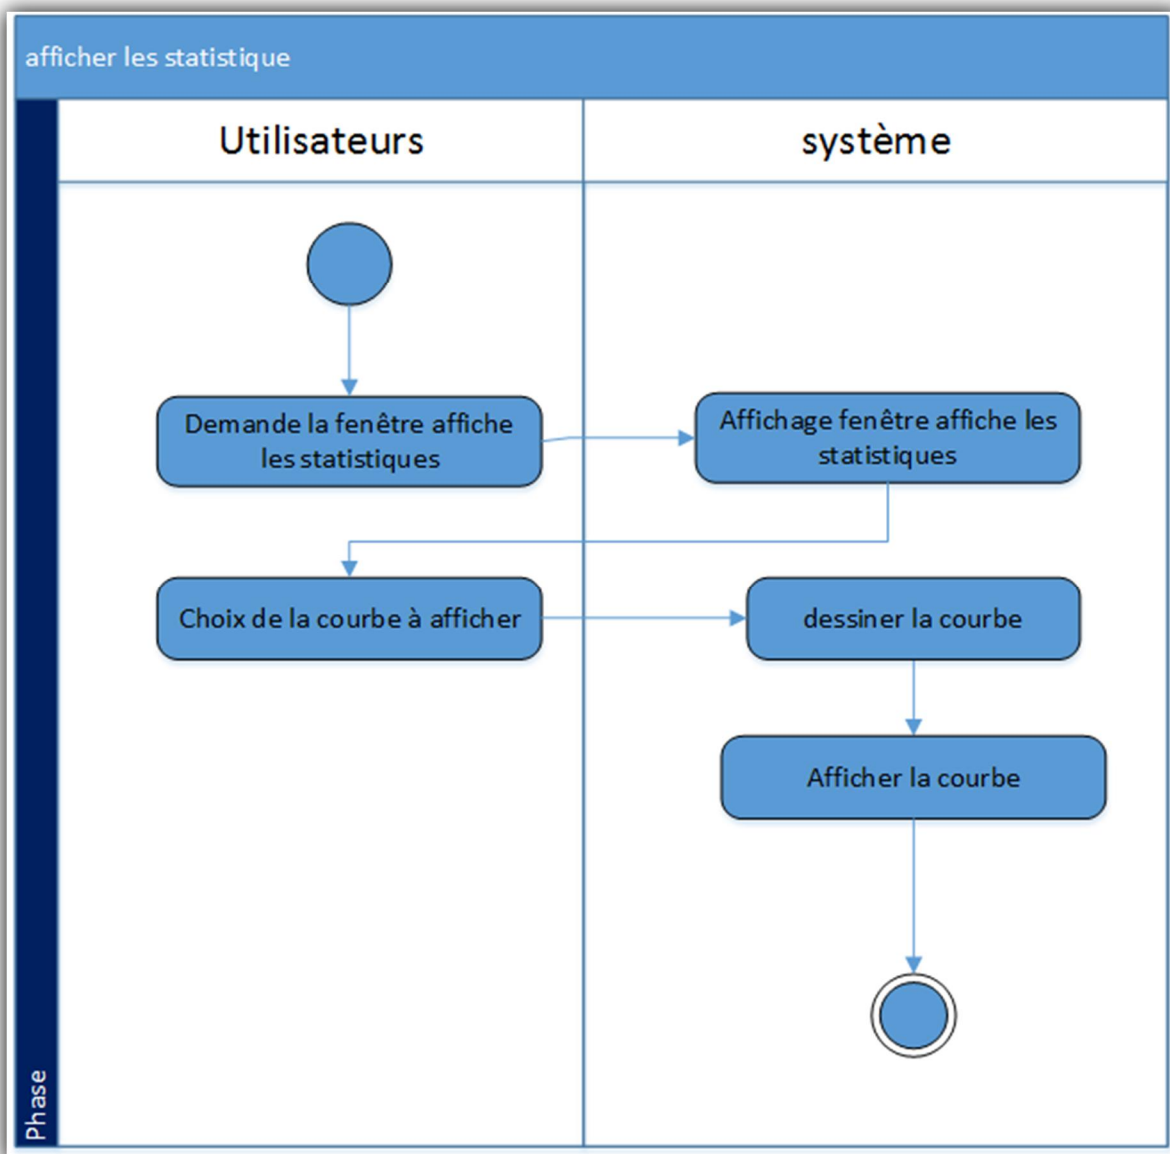 afficher les statistique
Utilisateurs
système
Demande la fenêtre affiche
les statistiques
Affichage fenêtre affiche les
statistiques
Choix de la courbe à afficher
dessiner la courbe
Afficher la courbe
Phase